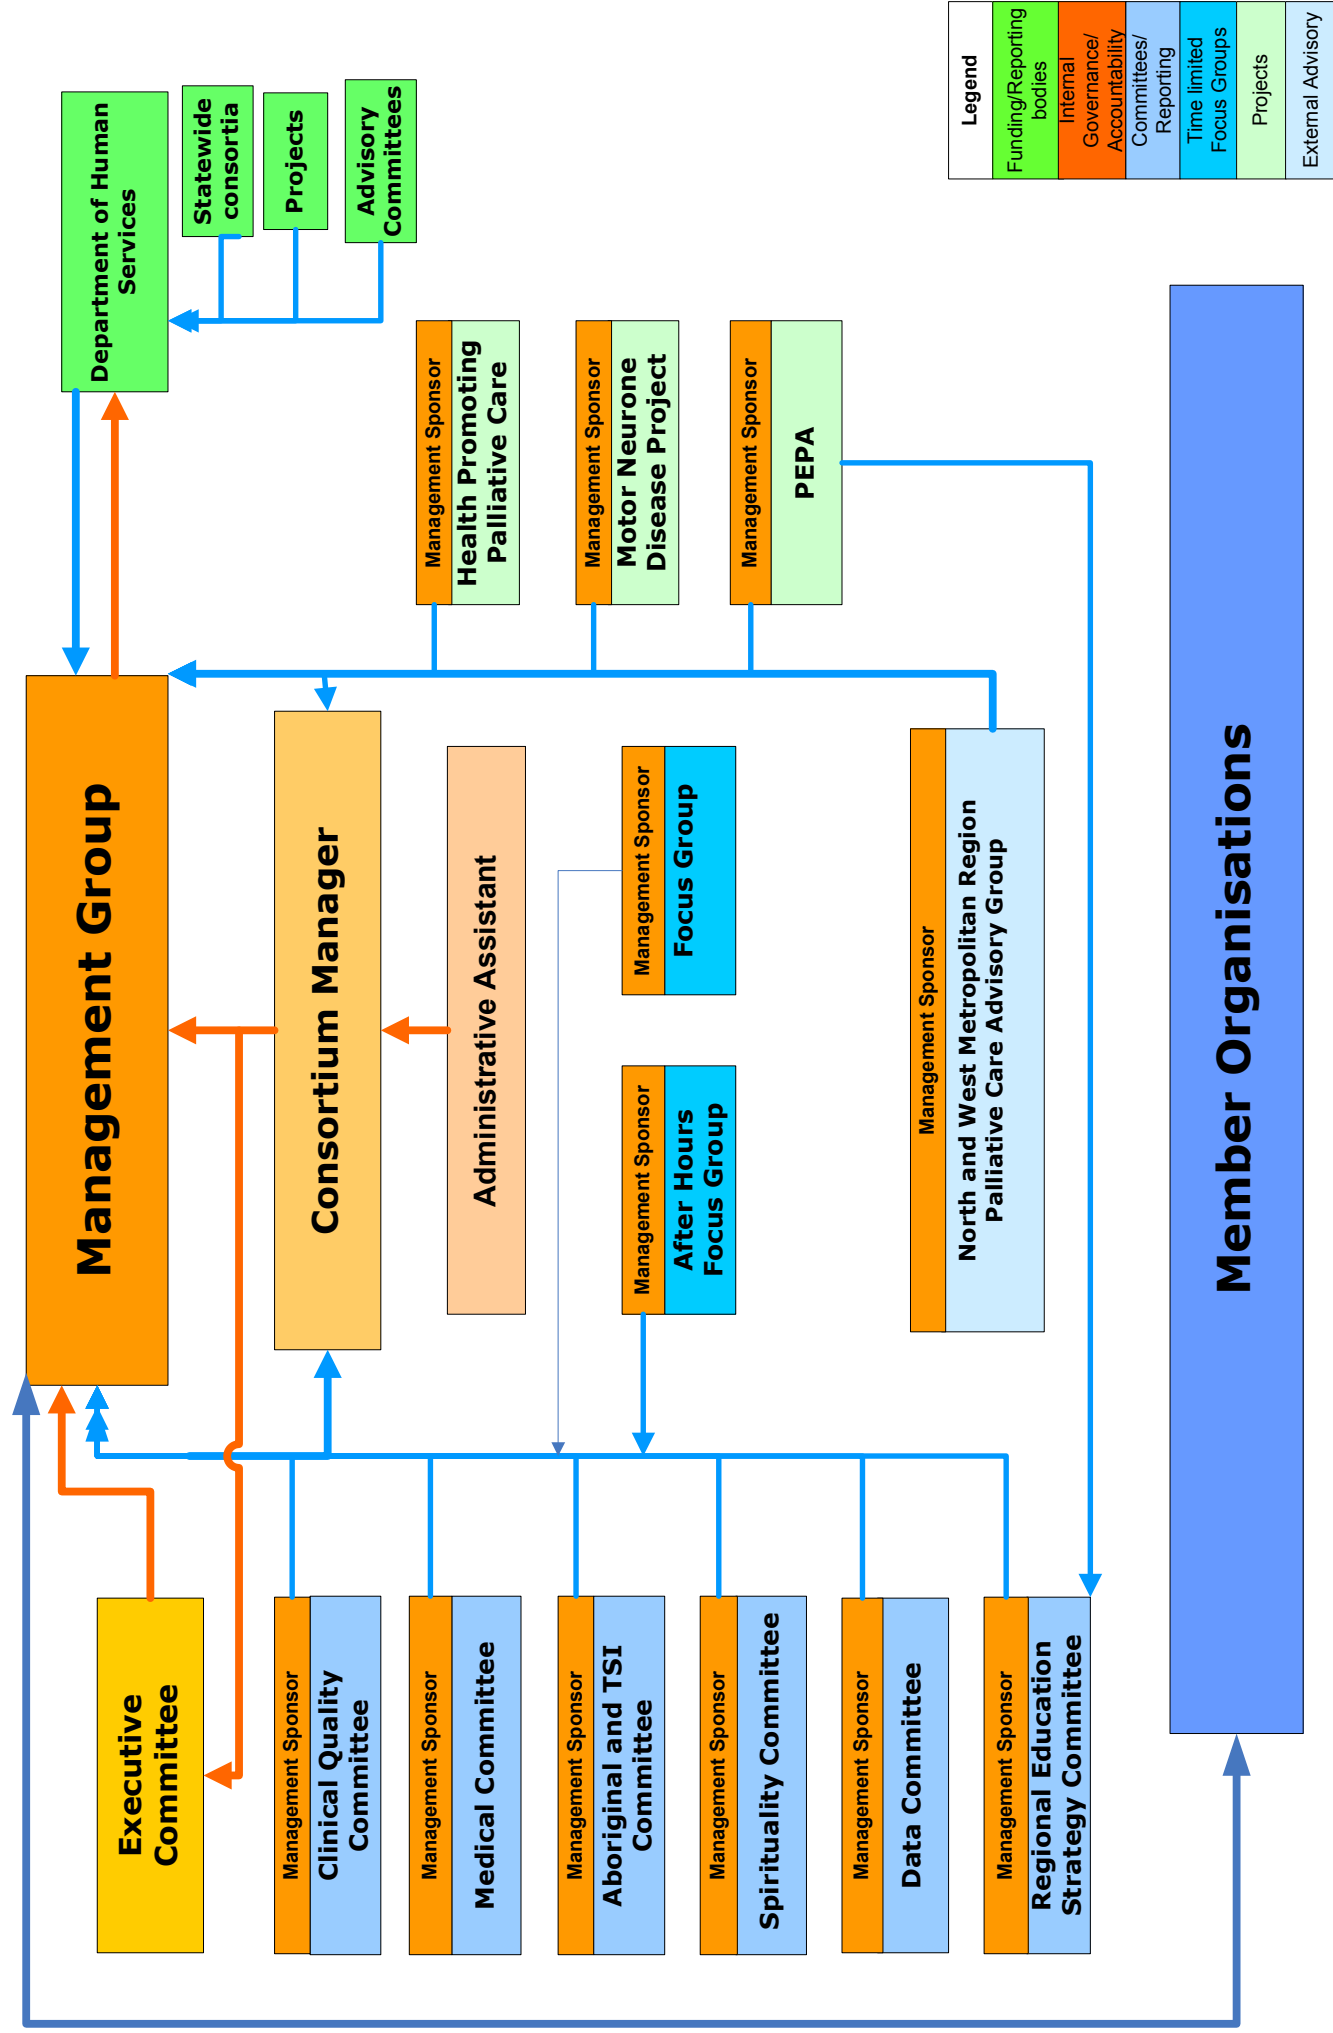 Management Group
Department of Human
Services
Statewide
consortia
Projects
Advisory
Committees
Executive
Committee
Consortium Manager
Administrative Assistant
Management Sponsor
Clinical Quality
Committee
Management Sponsor
Medical Committee
Management Sponsor
Aboriginal and TSI
Committee
Management Sponsor
Spirituality Committee
Management Sponsor
Data Committee
Management Sponsor
Regional Education
Strategy Committee
Management Sponsor
After Hours
Focus Group
Management Sponsor
Focus Group
Management Sponsor
North and West Metropolitan Region
Palliative Care Advisory Group
Management Sponsor
Health Promoting
Palliative Care
Management Sponsor
Motor Neurone
Disease Project
Management Sponsor
PEPA
Member Organisations
Legend
Funding/Reporting
bodies
Internal
Governance/
Accountability
Committees/
Reporting
Time limited
Focus Groups
Projects
External Advisory